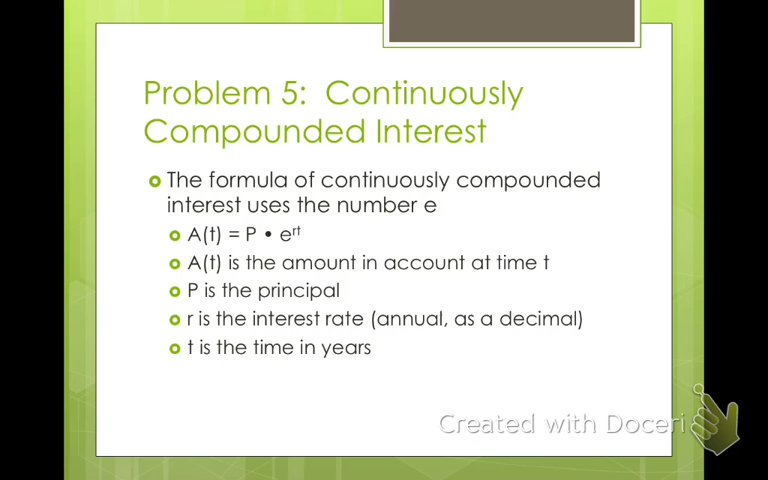 Problem 5: Continuously
Compounded Interest
The formula of continuously compounded
interest uses the number e
A(t) = P • e^rt
A(t) is the amount in account at time t
P is the principal
r is the interest rate (annual, as a decimal)
t is the time in years
Created with Doceri